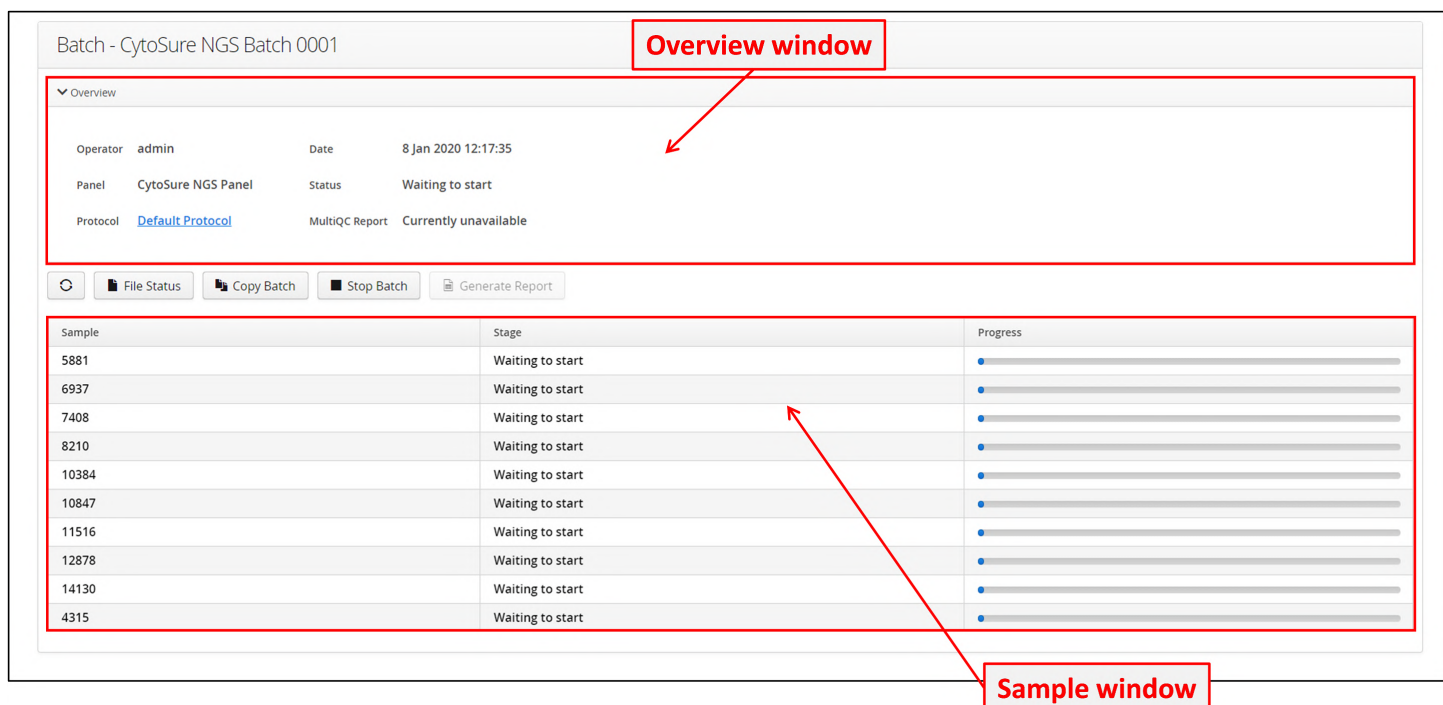 Batch - CytoSure NGS Batch 0001
Overview window
Overview
Operator admin Date 8 Jan 2020 12:17:35
Panel CytoSure NGS Panel Status Waiting to start
Protocol Default Protocol MultiQC Report Currently unavailable
File Status Copy Batch Stop Batch Generate Report
Sample Stage Progress
5881 Waiting to start
6937 Waiting to start
7408 Waiting to start
8210 Waiting to start
10384 Waiting to start
10847 Waiting to start
11516 Waiting to start
12878 Waiting to start
14130 Waiting to start
4315 Waiting to start
Sample window